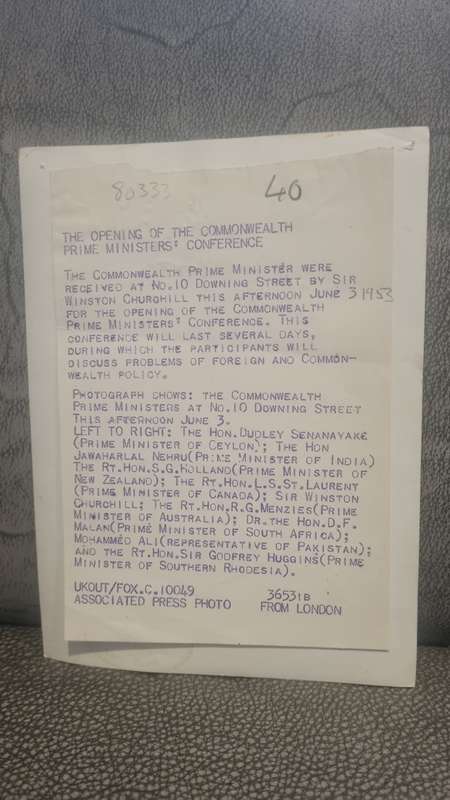 80333 40
THE OPENING OF THE COMMONWEALTH
PRIME MINISTERS' CONFERENCE
THE COMMONWEALTH PRIME MINISTER WERE
RECEIVED AT NO.10 DOWNING STREET BY SIR
WINSTON CHURCHILL THIS AFTERNOON JUNE 3 1953
FOR THE OPENING OF THE COMMONWEALTH
PRIME MINISTERS' CONFERENCE. THIS
CONFERENCE WILL LAST SEVERAL DAYS,
DURING WHICH THE PARTICIPANTS WILL
DISCUSS PROBLEMS OF FOREIGN AND COMMON-
WEALTH POLICY.
PHOTOGRAPH SHOWS: THE COMMONWEALTH
PRIME MINISTERS AT NO.10 DOWNING STREET
THIS AFTERNOON JUNE 3.
LEFT TO RIGHT: THE HON.DUDLEY SENANAYAKE
(PRIME MINISTER OF CEYLON); THE HON
JAWAHARLAL NEHRU(PRIME MINISTER OF INDIA)
THE RT.HON.S.G.HOLLAND(PRIME MINISTER OF
NEW ZEALAND); THE RT.HON.L.S.ST.LAURENT
(PRIME MINISTER OF CANADA); SIR WINSTON
CHURCHILL; THE RT.HON.R.G.MENZIES(PRIME
MINISTER OF AUSTRALIA); DR.THE HON.D.F.
MALAN(PRIME MINISTER OF SOUTH AFRICA);
MOHAMMED ALI(REPRESENTATIVE OF PAKISTAN);
AND THE RT.HON.SIR GODFREY HUGGINS(PRIME
MINISTER OF SOUTHERN RHODESIA).
UKOUT/FOX.C.10049 36531B
ASSOCIATED PRESS PHOTO FROM LONDON